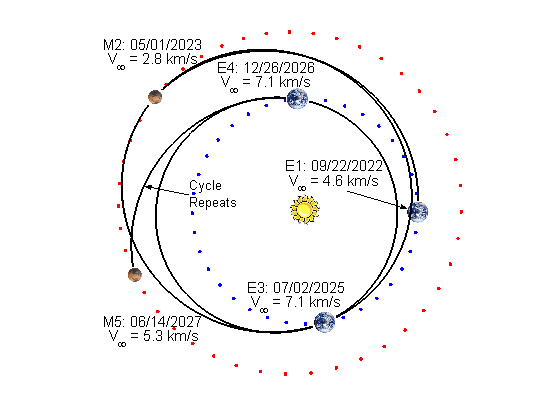 M2: 05/01/2023
V∞ = 2.8 km/s
E4: 12/26/2026
V∞ = 7.1 km/s
E1: 09/22/2022
V∞ = 4.6 km/s
Cycle
Repeats
E3: 07/02/2025
V∞ = 7.1 km/s
M5: 06/14/2027
V∞ = 5.3 km/s